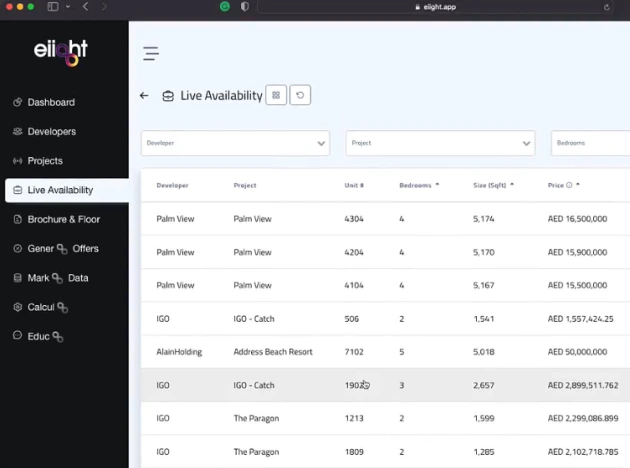 eiight.app
eiight
Live Availability
Dashboard
Developers
Projects
Live Availability
Brochure & Floor
Gener Offers
Mark Data
Calcul
Educ
Developer Project Bedrooms
Developer Project Unit # Bedrooms Size (Sqft) Price
Palm View Palm View 4304 4 5,174 AED 16,500,000
Palm View Palm View 4204 4 5,170 AED 15,900,000
Palm View Palm View 4104 4 5,167 AED 15,500,000
IGO IGO - Catch 506 2 1,541 AED 1,557,424.25
AlainHolding Address Beach Resort 7102 5 5,018 AED 50,000,000
IGO IGO - Catch 1902 3 2,657 AED 2,899,511.762
IGO The Paragon 1213 2 1,599 AED 2,299,086.899
IGO The Paragon 1809 2 1,285 AED 2,102,718.785